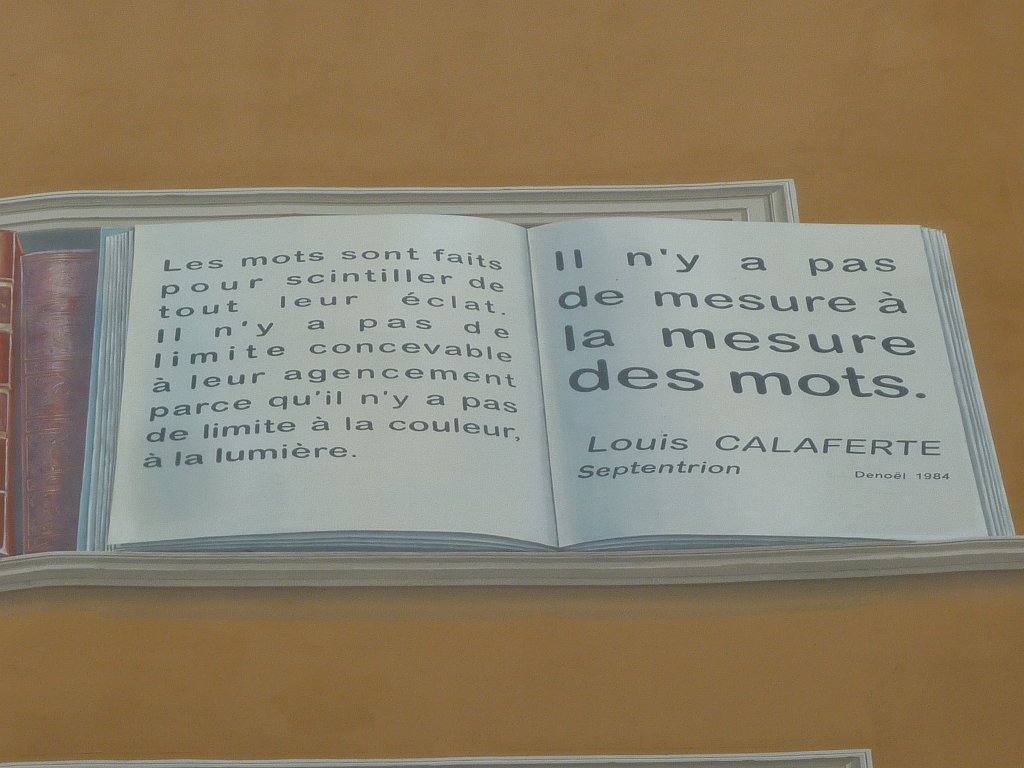 Les mots sont faits
pour scintiller de
tout leur éclat.
Il n'y a pas de
limite concevable
à leur agencement
parce qu'il n'y a pas
de limite à la couleur,
à la lumière.
Il n'y a pas
de mesure à
la mesure
des mots.
Louis CALAFERTE
Septentrion
Denoël 1984